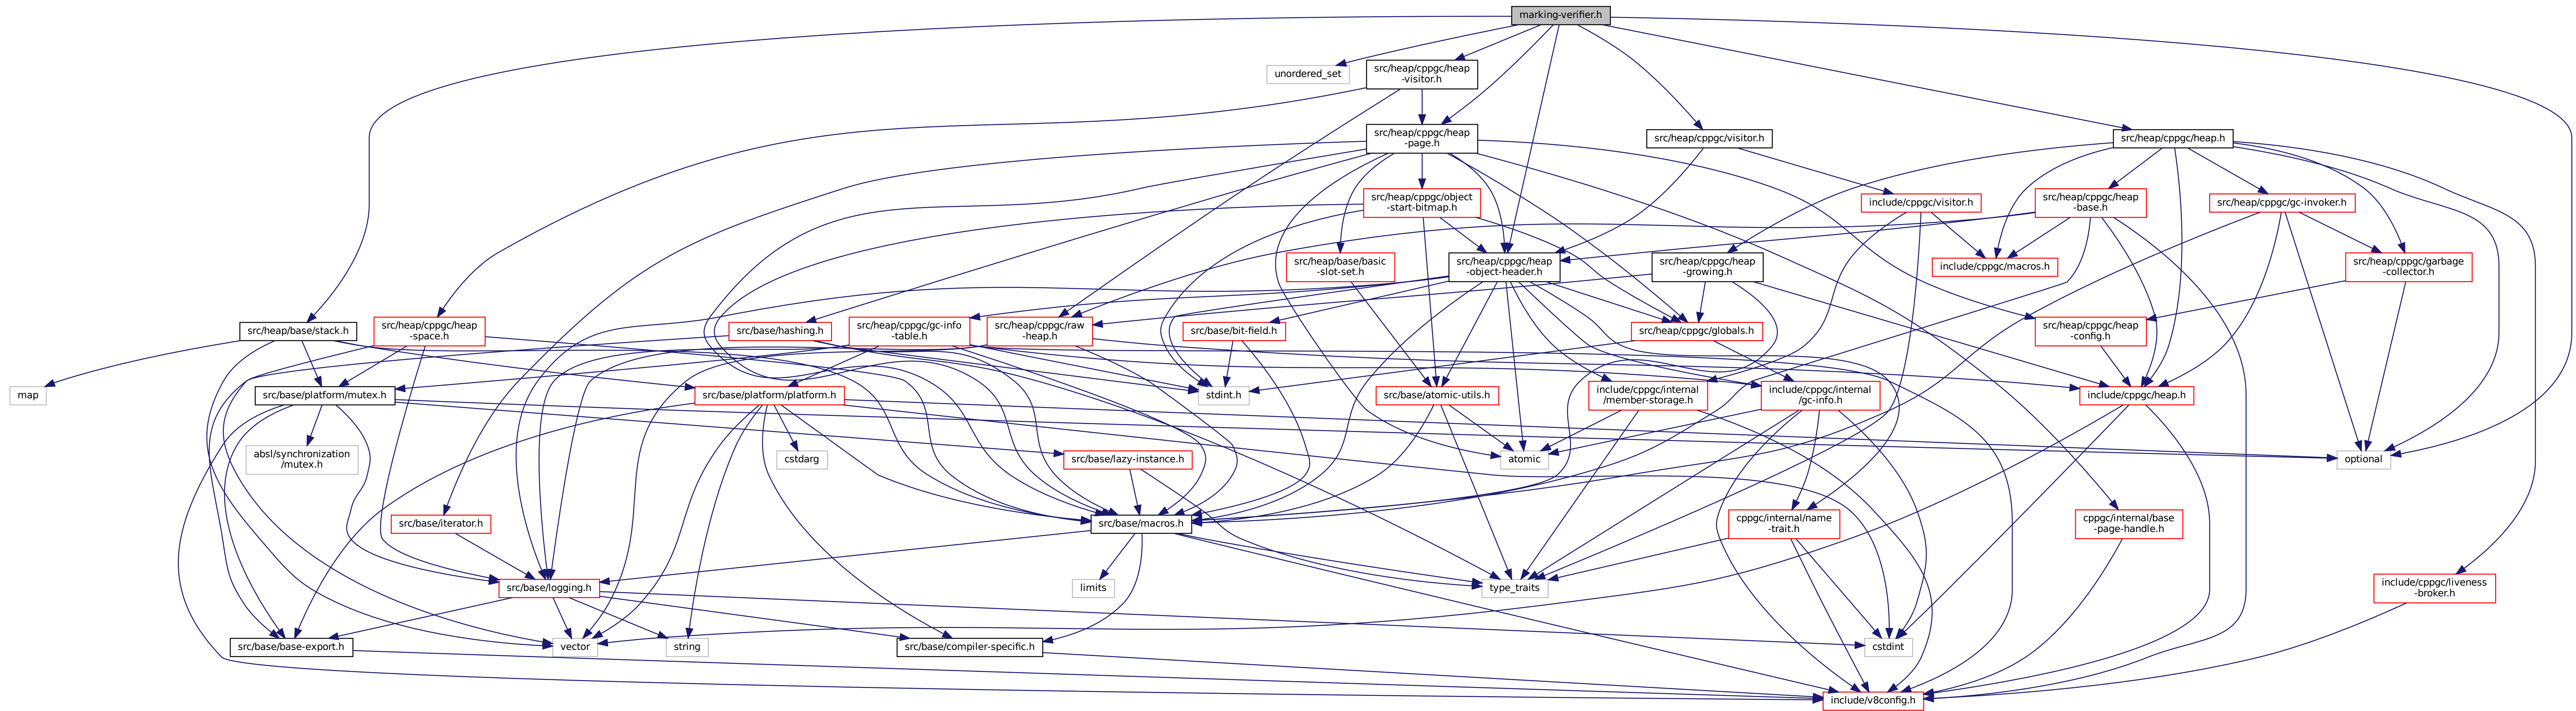 marking-verifier.h
unordered_set
src/heap/cppgc/heap
-visitor.h
src/heap/cppgc/heap
-page.h
src/heap/cppgc/visitor.h
src/heap/cppgc/heap.h
src/heap/cppgc/object
-start-bitmap.h
include/cppgc/visitor.h
src/heap/cppgc/heap
-base.h
src/heap/cppgc/gc-invoker.h
src/heap/base/basic
-slot-set.h
src/heap/cppgc/heap
-object-header.h
src/heap/cppgc/heap
-growing.h
include/cppgc/macros.h
src/heap/cppgc/garbage
-collector.h
src/heap/base/stack.h
src/heap/cppgc/heap
-space.h
src/base/hashing.h
src/heap/cppgc/gc-info
-table.h
src/heap/cppgc/raw
-heap.h
src/base/bit-field.h
src/heap/cppgc/globals.h
src/heap/cppgc/heap
-config.h
map
src/base/platform/mutex.h
src/base/platform/platform.h
stdint.h
src/base/atomic-utils.h
include/cppgc/internal
/member-storage.h
include/cppgc/internal
/gc-info.h
include/cppgc/heap.h
absl/synchronization
/mutex.h
cstdarg
src/base/lazy-instance.h
atomic
optional
src/base/iterator.h
src/base/macros.h
cppgc/internal/name
-trait.h
cppgc/internal/base
-page-handle.h
src/base/logging.h
limits
type_traits
include/cppgc/liveness
-broker.h
src/base/base-export.h
vector
string
src/base/compiler-specific.h
cstdint
include/v8config.h